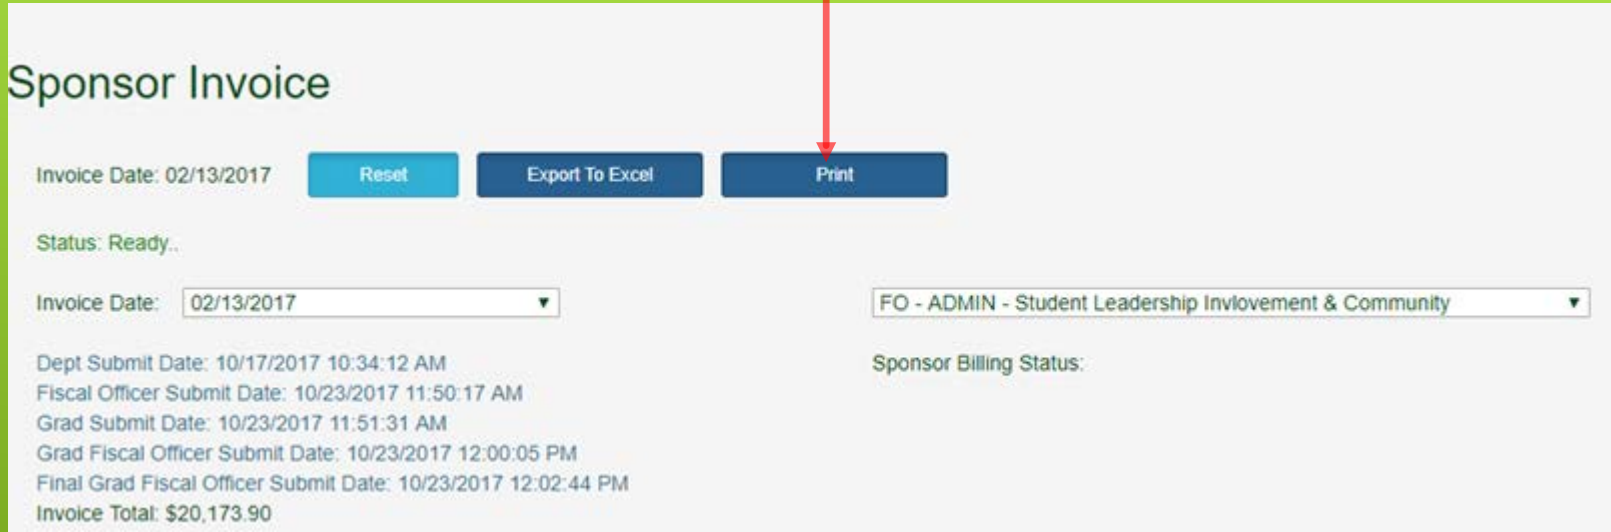 Sponsor Invoice
Invoice Date: 02/13/2017 Reset Export To Excel Print
Status: Ready..
Invoice Date: 02/13/2017 FO - ADMIN - Student Leadership Invlovement & Community
Dept Submit Date: 10/17/2017 10:34:12 AM Sponsor Billing Status:
Fiscal Officer Submit Date: 10/23/2017 11:50:17 AM
Grad Submit Date: 10/23/2017 11:51:31 AM
Grad Fiscal Officer Submit Date: 10/23/2017 12:00:05 PM
Final Grad Fiscal Officer Submit Date: 10/23/2017 12:02:44 PM
Invoice Total: $20,173.90